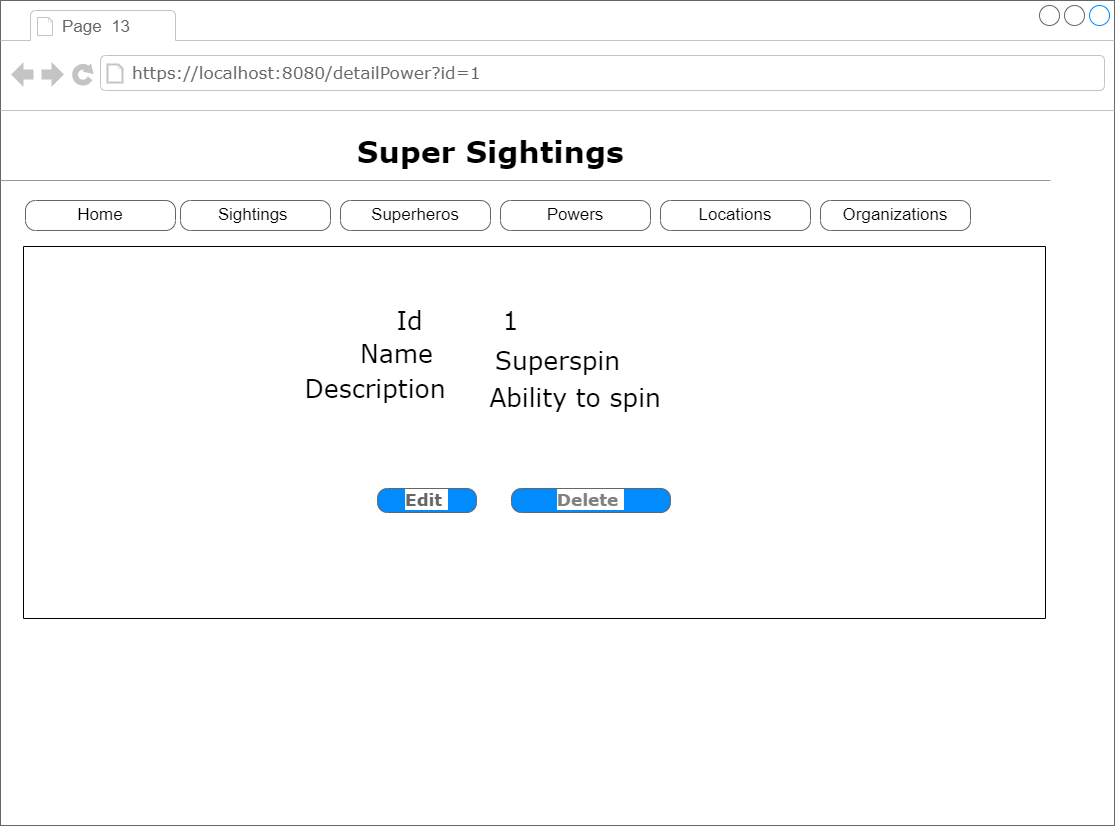 Page 13
https://localhost:8080/detailPower?id=1
Super Sightings
Home Sightings Superheros Powers Locations Organizations
Id 1
Name Superspin
Description Ability to spin
Edit Delete